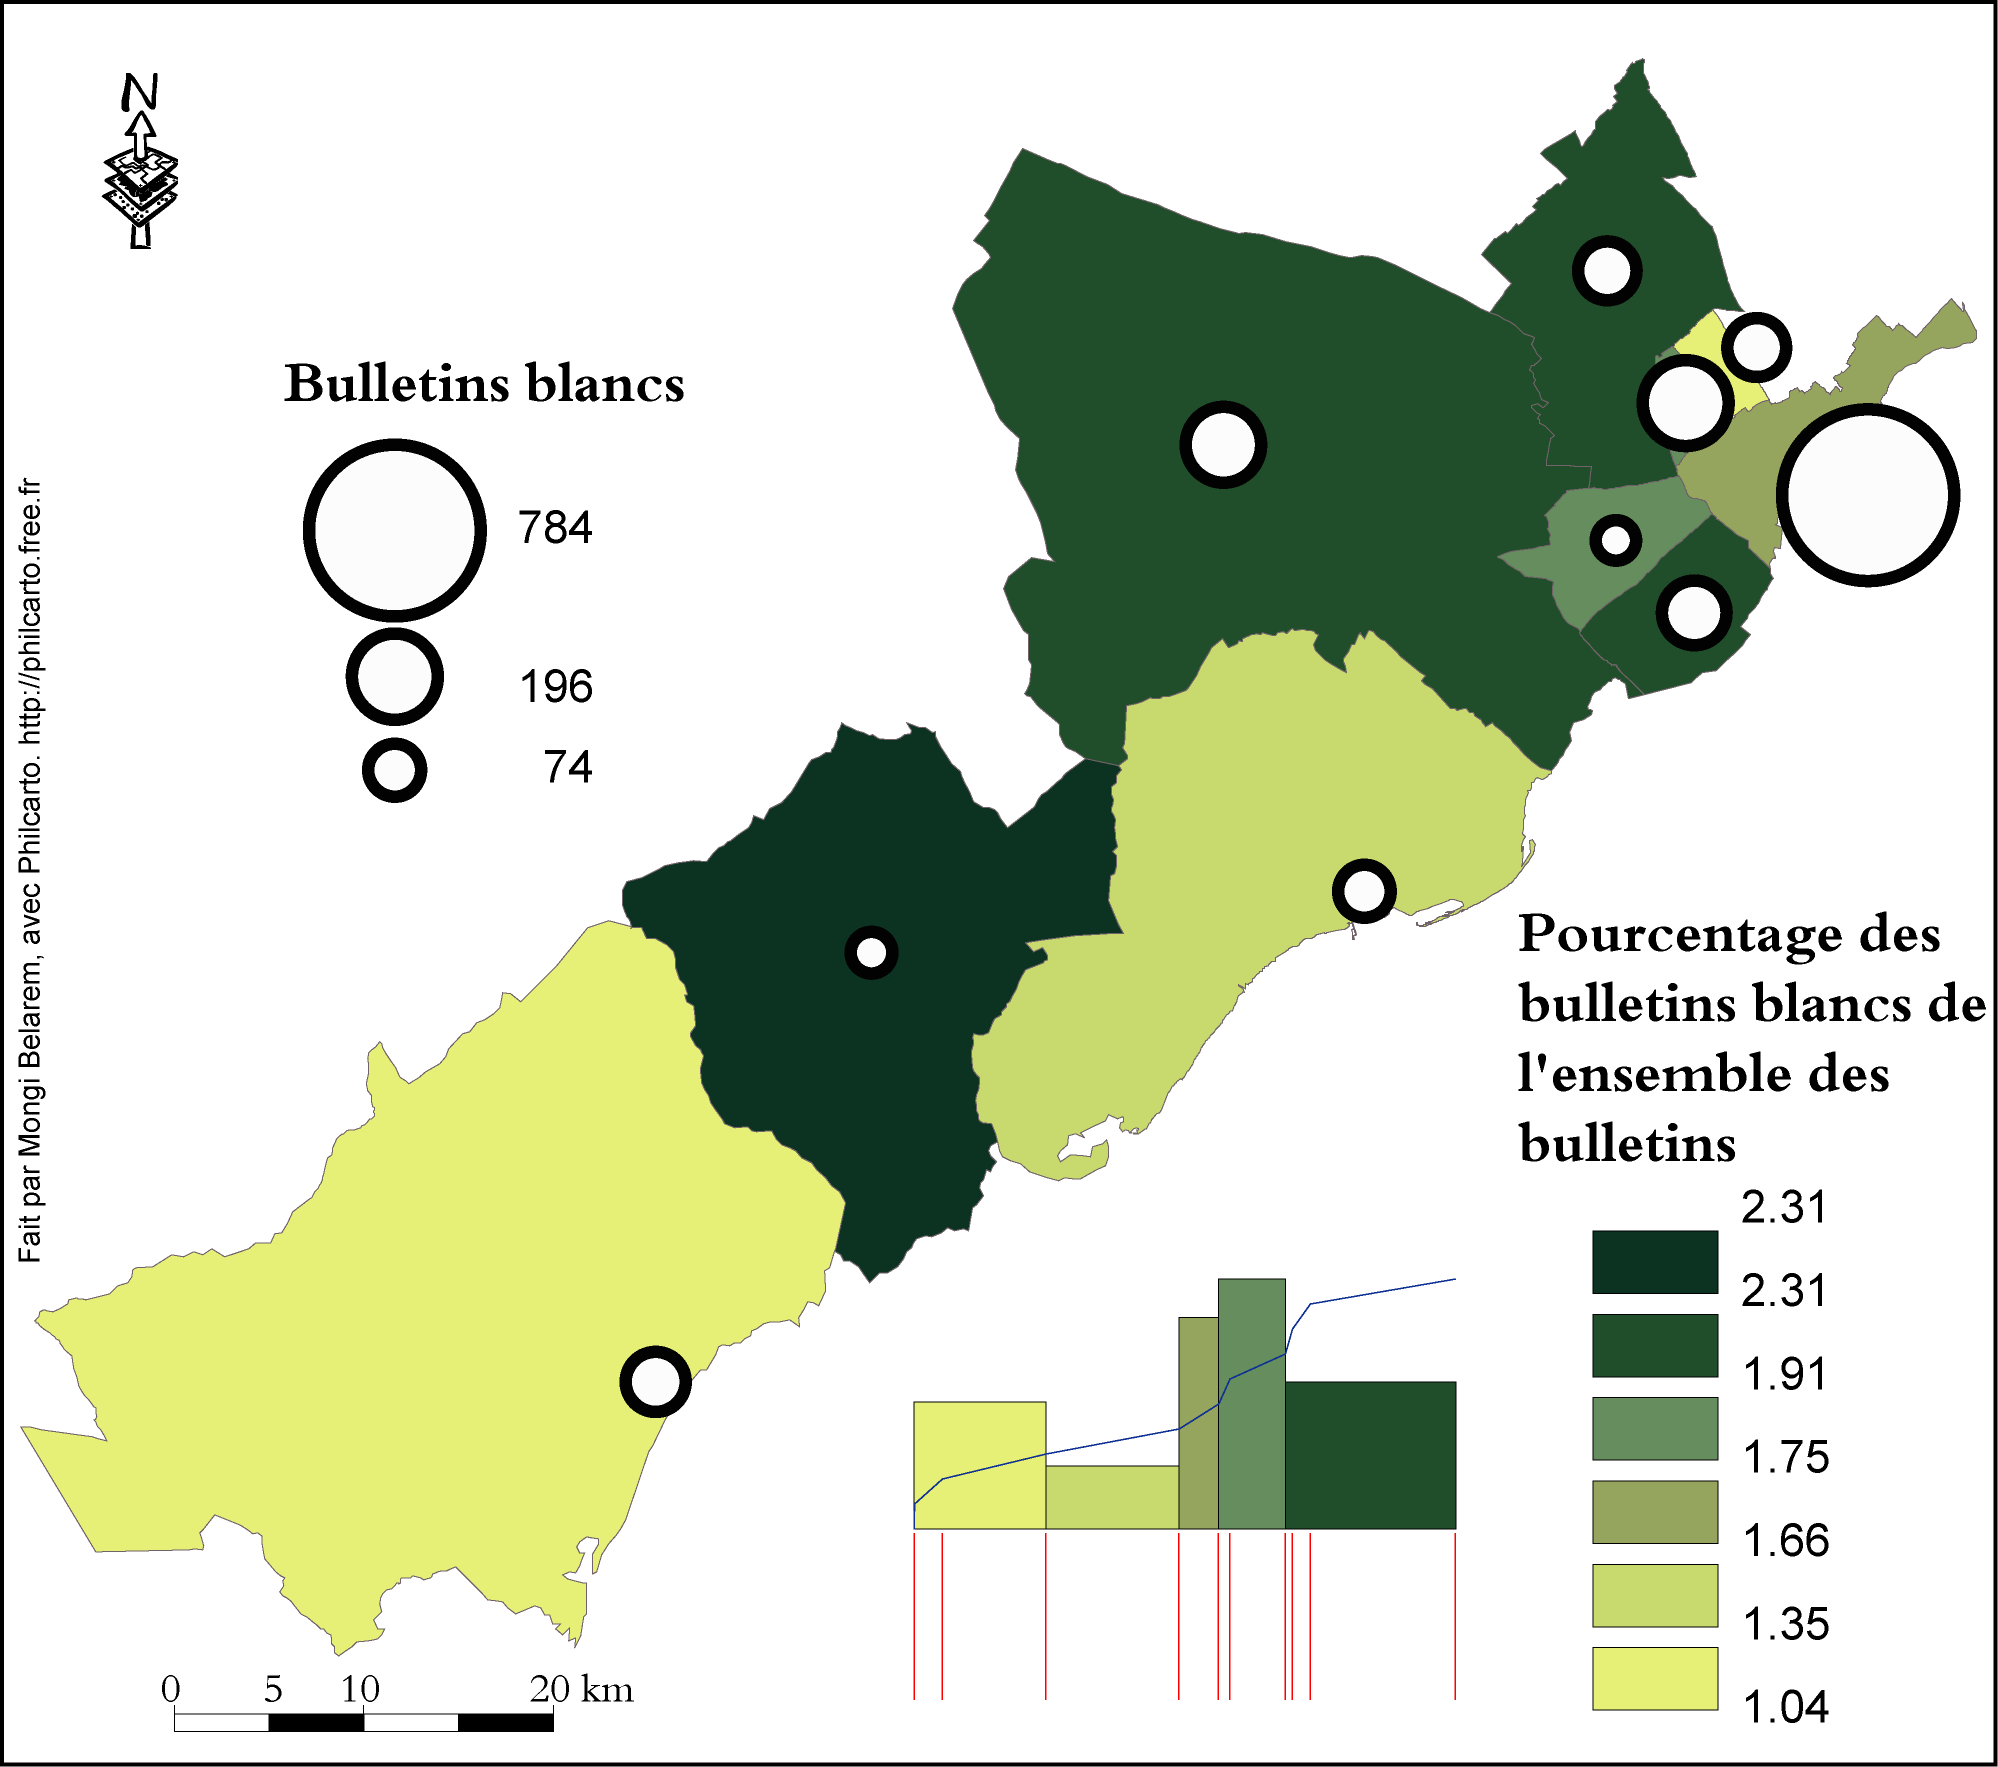 N
Bulletins blancs
784
196
74
Fait par Mongi Belarem, avec Philcarto. http://philcarto.free.fr
Pourcentage des
bulletins blancs de
l'ensemble des
bulletins
2.31
2.31
1.91
1.75
1.66
1.35
1.04
0 5 10 20 km